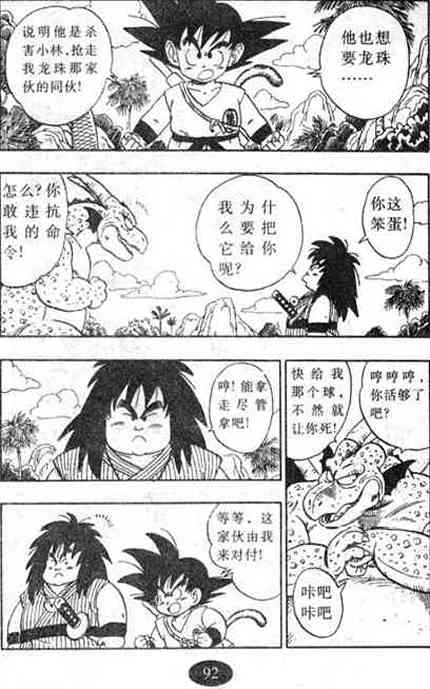 他也想
要龙珠
……
说明他是杀
害小林,抢走
我龙珠那家
伙的同伙!
你这
笨蛋!
我为什
么要把
它给你
呢?
怎么?你
敢违抗
我的命
令!
哼哼哼,
你活够了
吧?
快给我
那个球,
不然就
让你死!
咔吧
咔吧
哼!能拿
走尽管
拿吧!
等等,这
家伙由我
来对付!
92